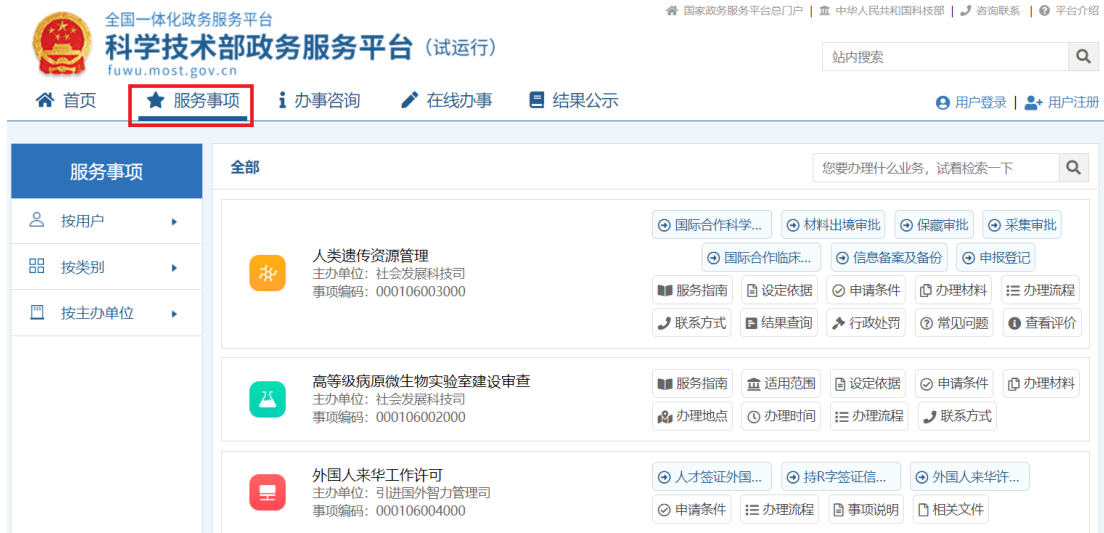 全国一体化政务服务平台
科学技术部政务服务平台（试运行）
fuwu.most.gov.cn
国家政务服务平台总门户 | 中华人民共和国科技部 | 咨询联系 | 平台介绍
站内搜索
首页 服务事项 办事咨询 在线办事 结果公示
用户登录 | 用户注册
服务事项
按用户
按类别
按主办单位
全部
您要办理什么业务，试着检索一下
人类遗传资源管理
主办单位：社会发展科技司
事项编码：000106003000
国际合作科学... 材料出境审批 保藏审批 采集审批
国际合作临床... 信息备案及备份 申报登记
服务指南 设定依据 申请条件 办理材料 办理流程
联系方式 结果查询 行政处罚 常见问题 查看评价
高等级病原微生物实验室建设审查
主办单位：社会发展科技司
事项编码：000106002000
服务指南 适用范围 设定依据 申请条件 办理材料
办理地点 办理时间 办理流程 联系方式
外国人来华工作许可
主办单位：引进国外智力管理司
事项编码：000106004000
人才签证外国... 持R字签证信... 外国人来华许...
申请条件 办理流程 事项说明 相关文件